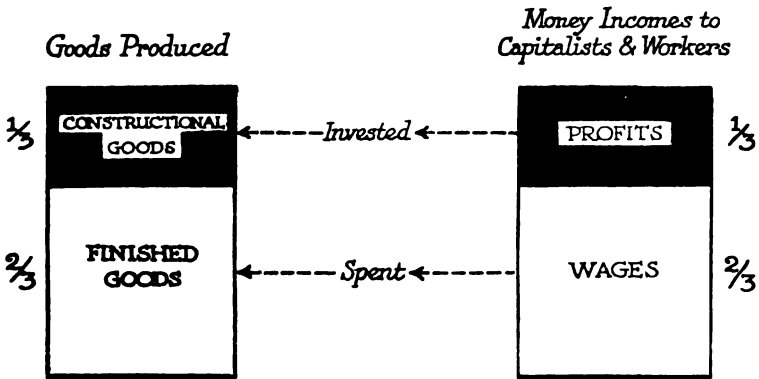 Goods Produced
Money Incomes to
Capitalists & Workers
1/3
CONSTRUCTIONAL
GOODS
Invested
PROFITS
1/3
2/3
FINISHED
GOODS
Spent
WAGES
2/3